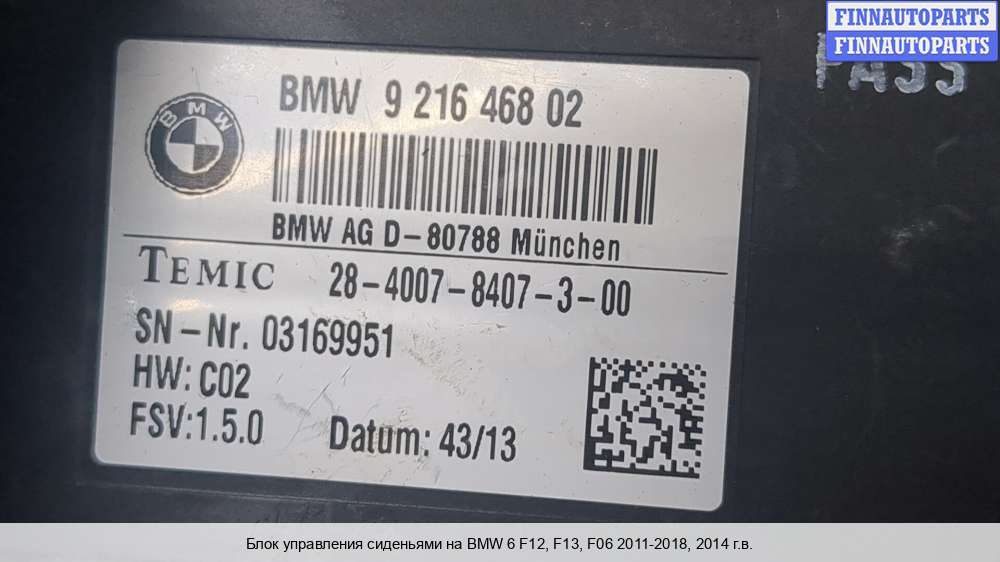 FINNAUTOPARTS
FINNAUTOPARTS
PASS
BMW
BMW 9 216 468 02
BMW AG D-80788 München
TEMIC 28-4007-8407-3-00
SN-Nr. 03169951
HW: C02
FSV:1.5.0 Datum: 43/13
Блок управления сиденьями на BMW 6 F12, F13, F06 2011-2018, 2014 г.в.